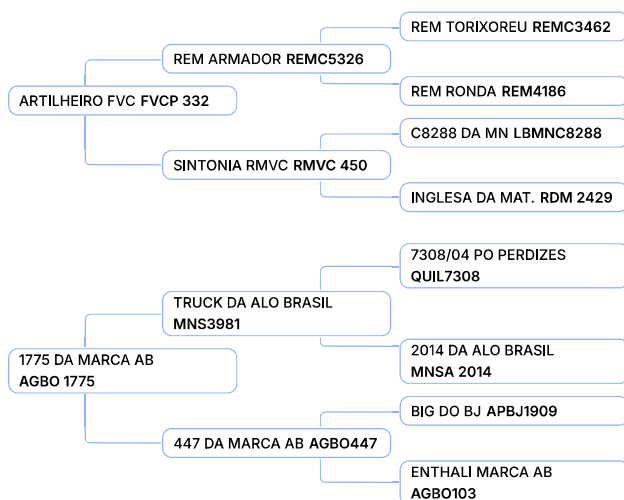 REM TORIXOREU REMC3462
REM ARMADOR REMC5326
REM RONDA REM4186
ARTILHEIRO FVC FVCP 332
C8288 DA MN LBMNC8288
SINTONIA RMVC RMVC 450
INGLESA DA MAT. RDM 2429
7308/04 PO PERDIZES
QUIL7308
TRUCK DA ALO BRASIL
MNS3981
2014 DA ALO BRASIL
MNSA 2014
1775 DA MARCA AB
AGBO 1775
BIG DO BJ APBJ1909
447 DA MARCA AB AGBO447
ENTHALI MARCA AB
AGBO103